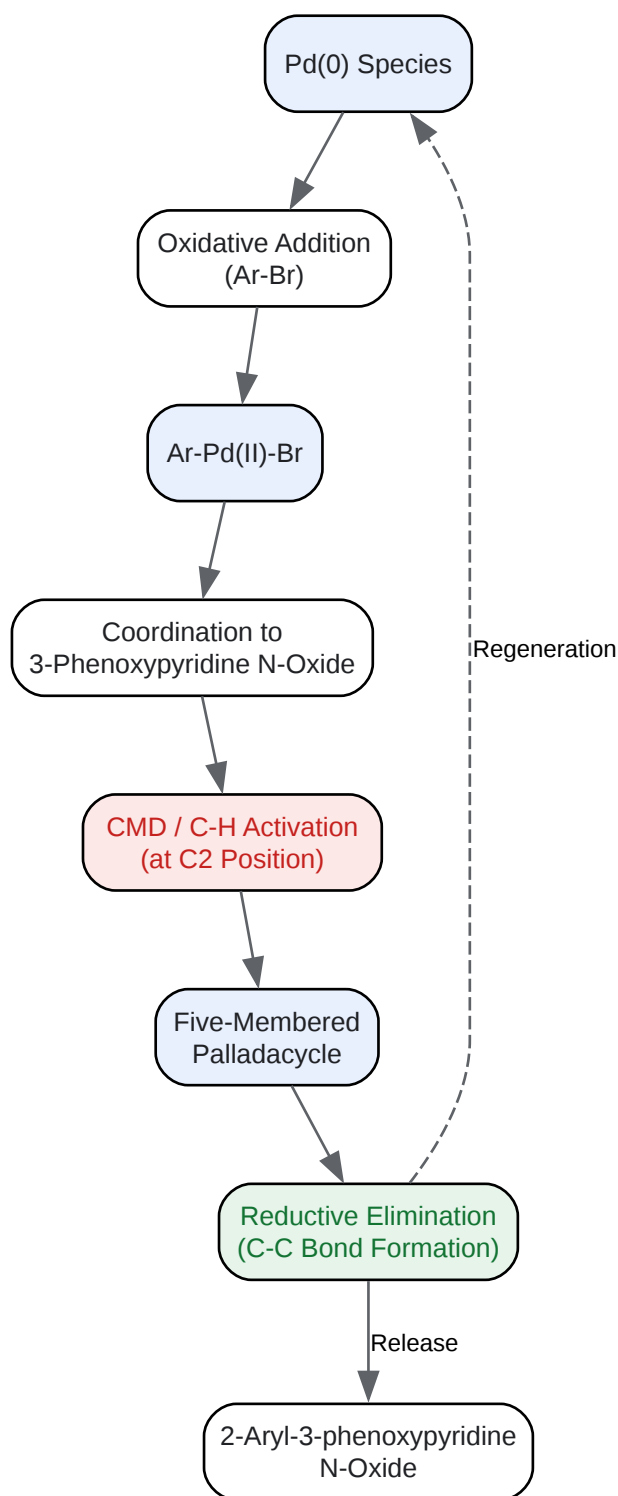 Pd(0) Species
Oxidative Addition
(Ar-Br)
Ar-Pd(II)-Br
Coordination to
3-Phenoxypyridine N-Oxide
Regeneration
CMD / C-H Activation
(at C2 Position)
Five-Membered
Palladacycle
Reductive Elimination
(C-C Bond Formation)
Release
2-Aryl-3-phenoxypyridine
N-Oxide